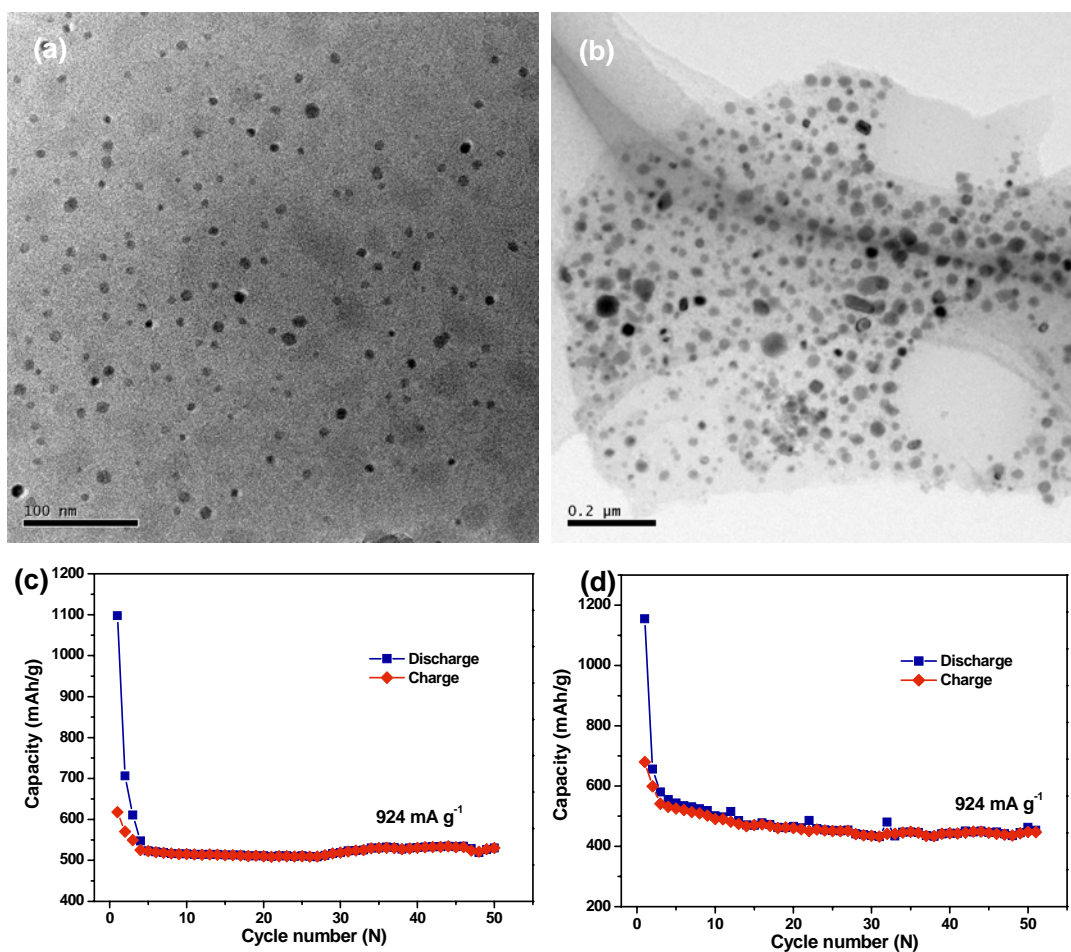 (a)
(b)
100 nm
0.2 µm
(c)
1200
1100
1000
900
800
700
600
500
400
Capacity (mAh/g)
Discharge
Charge
924 mA g⁻¹
0 10 20 30 40 50
Cycle number (N)
(d)
1200
1000
800
600
400
200
Capacity (mAh/g)
Discharge
Charge
924 mA g⁻¹
0 10 20 30 40 50
Cycle number (N)